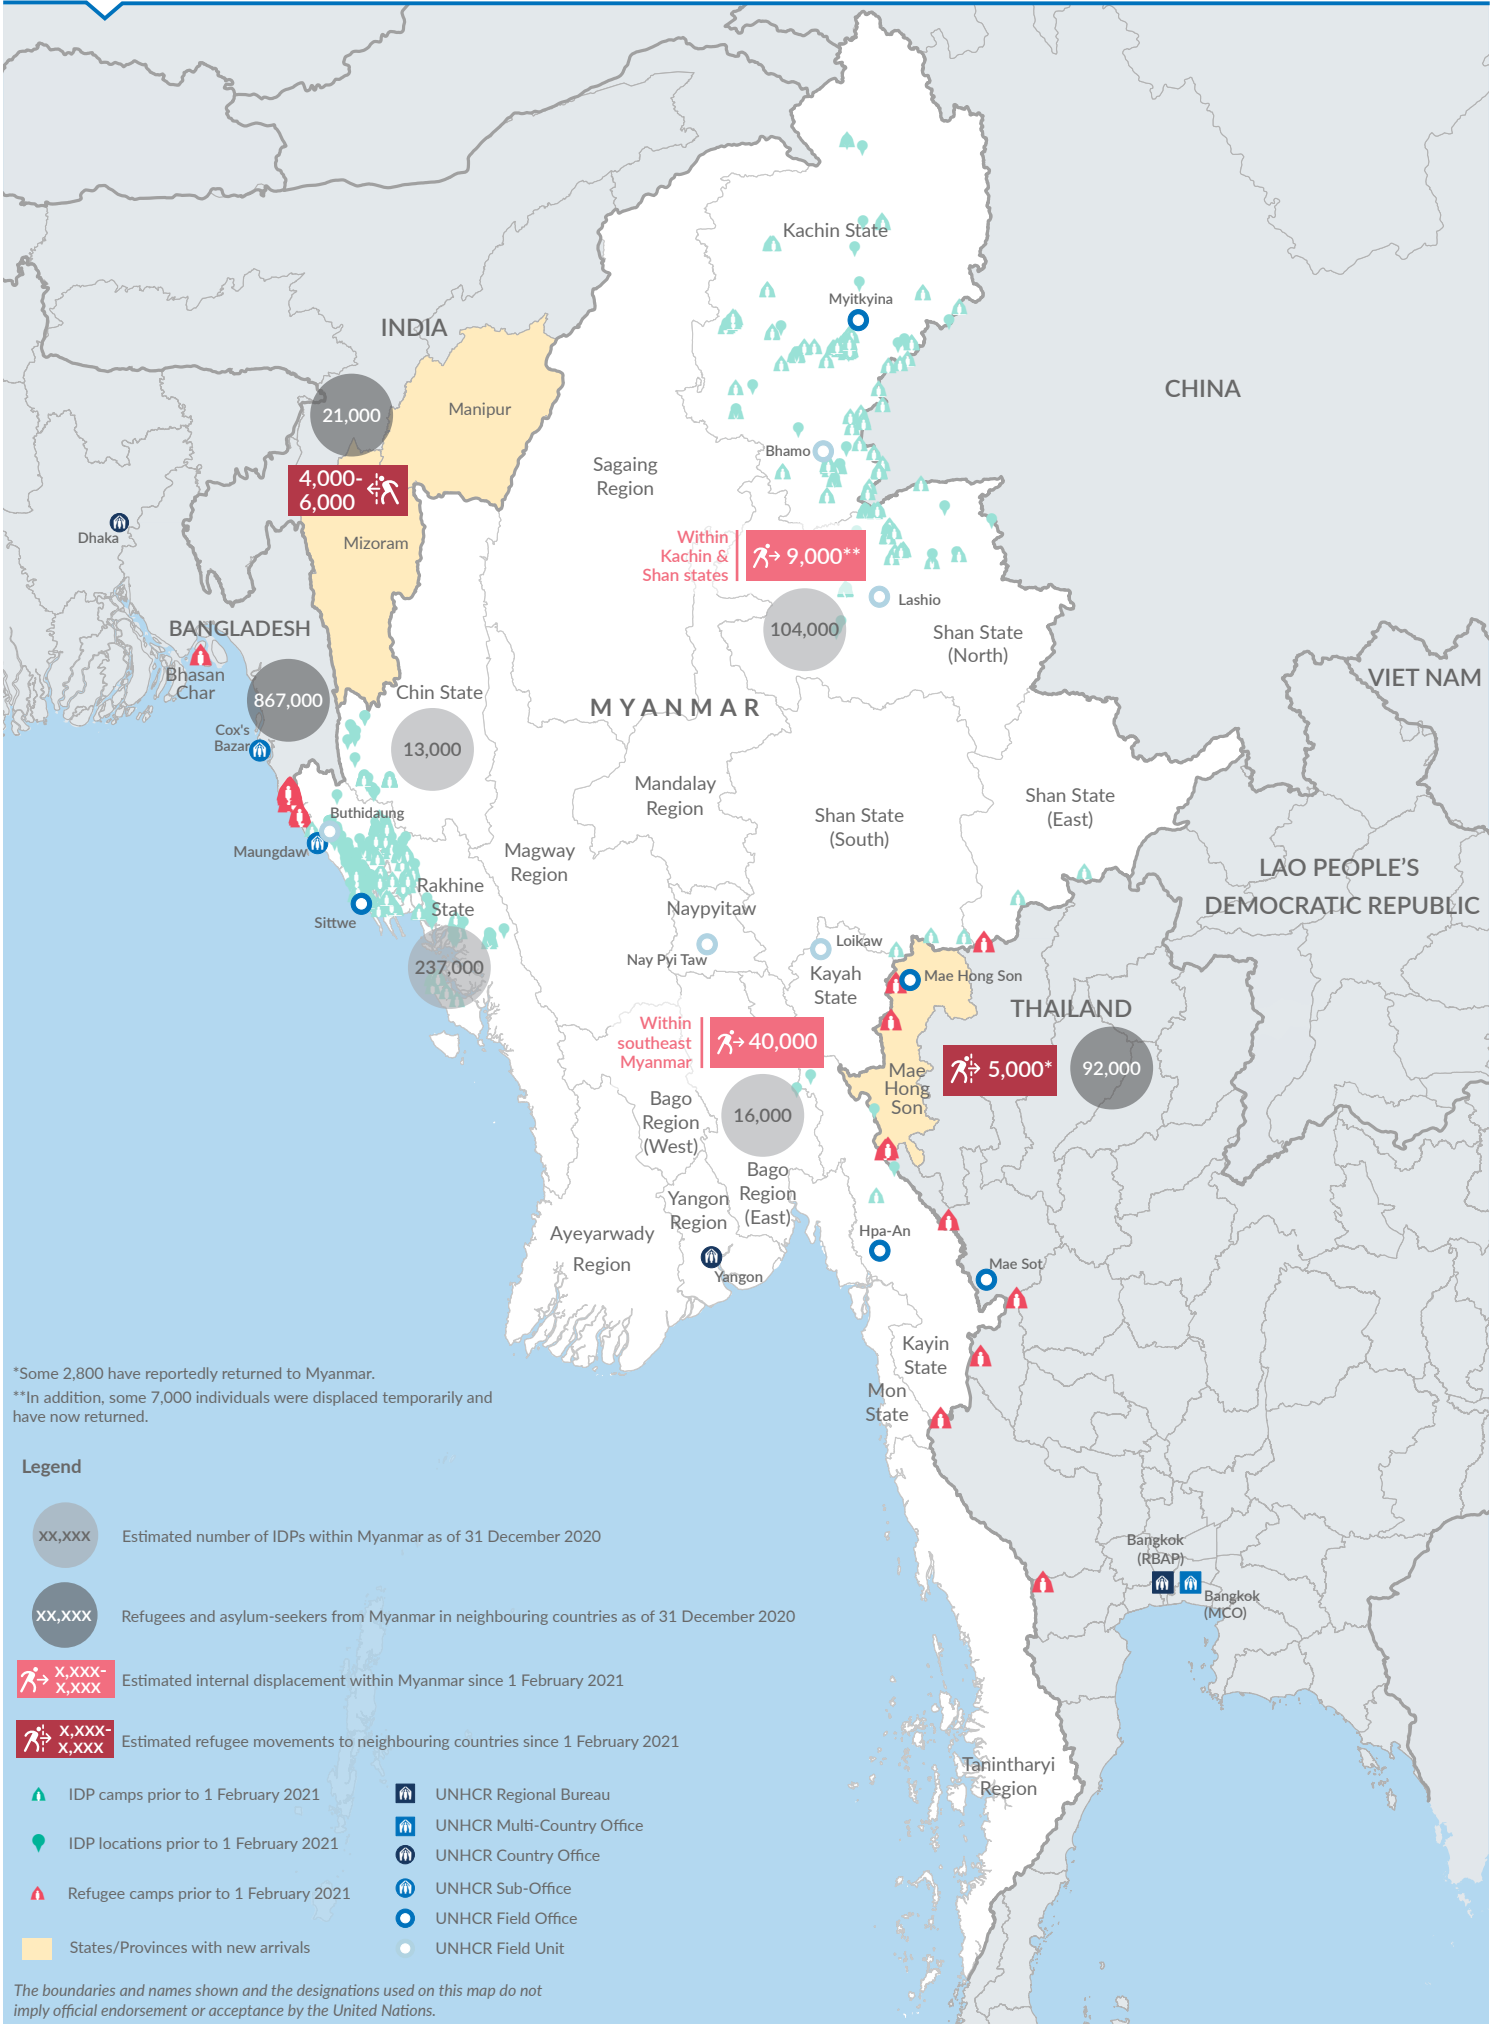 Kachin State
Myitkyina
INDIA
CHINA
21,000
Manipur
Bhamo
Sagaing
Region
4,000-
6,000
Dhaka
Mizoram
Within
Kachin &
Shan states
9,000**
Lashio
104,000
Shan State
(North)
BANGLADESH
Bhasan
Char
VIET NAM
867,000
Chin State
MYANMAR
Cox's
Bazar
13,000
Mandalay
Region
Shan State
(East)
Shan State
(South)
Buthidaung
Maungdaw
Magway
Region
LAO PEOPLE'S
DEMOCRATIC REPUBLIC
Rakhine
State
Sittwe
Naypyitaw
Nay Pyi Taw
Loikaw
237,000
Kayah
State
Mae Hong Son
THAILAND
Within
southeast
Myanmar
40,000
5,000*
92,000
Mae
Hong
Son
16,000
Bago
Region
(West)
Bago
Region
(East)
Yangon
Region
Ayeyarwady
Region
Hpa-An
Yangon
Mae Sot
Kayin
State
Mon
State
*Some 2,800 have reportedly returned to Myanmar.
**In addition, some 7,000 individuals were displaced temporarily and
have now returned.
Legend
xx,xxx
Estimated number of IDPs within Myanmar as of 31 December 2020
xx,xxx
Refugees and asylum-seekers from Myanmar in neighbouring countries as of 31 December 2020
x,xxx-
x,xxx
Estimated internal displacement within Myanmar since 1 February 2021
x,xxx-
x,xxx
Estimated refugee movements to neighbouring countries since 1 February 2021
IDP camps prior to 1 February 2021
IDP locations prior to 1 February 2021
Refugee camps prior to 1 February 2021
States/Provinces with new arrivals
UNHCR Regional Bureau
UNHCR Multi-Country Office
UNHCR Country Office
UNHCR Sub-Office
UNHCR Field Office
UNHCR Field Unit
Bangkok
(RBAP)
Bangkok
(MCO)
Tanintharyi
Region
The boundaries and names shown and the designations used on this map do not
imply official endorsement or acceptance by the United Nations.